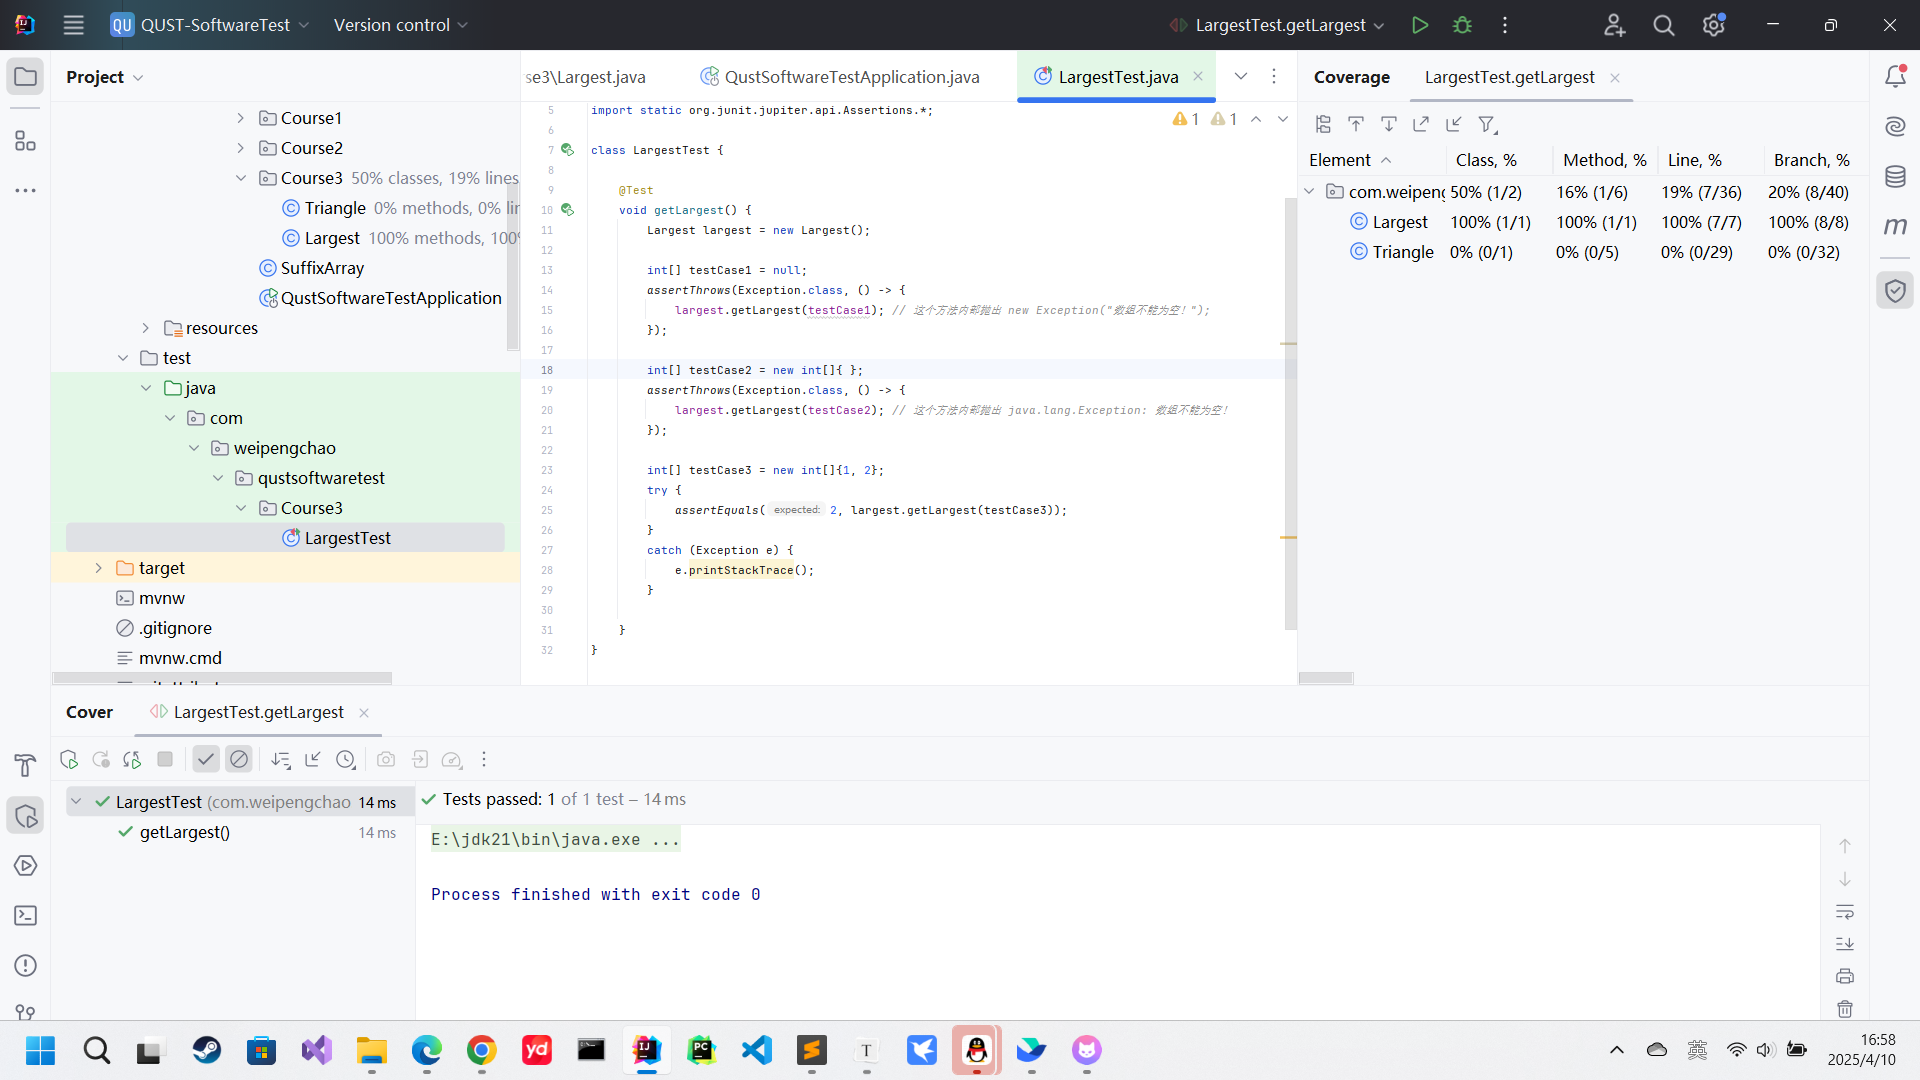 QU QUST-SoftwareTest Version control LargestTest.getLargest
Project
se3\Largest.java QustSoftwareTestApplication.java LargestTest.java
Coverage LargestTest.getLargest
Course1
Course2
Course3 50% classes, 19% lines
Triangle 0% methods, 0% lin
Largest 100% methods, 100%
SuffixArray
QustSoftwareTestApplication
resources
test
java
com
weipengchao
qustsoftwaretest
Course3
LargestTest
target
mvnw
.gitignore
mvnw.cmd
1 1
5 import static org.junit.jupiter.api.Assertions.*;
6
7 class LargestTest {
8
9 @Test
10 void getLargest() {
11 Largest largest = new Largest();
12
13 int[] testCase1 = null;
14 assertThrows(Exception.class, () -> {
15 largest.getLargest(testCase1); // 这个方法内部抛出 new Exception("数组不能为空！");
16 });
17
18 int[] testCase2 = new int[]{ };
19 assertThrows(Exception.class, () -> {
20 largest.getLargest(testCase2); // 这个方法内部抛出 java.lang.Exception: 数组不能为空！
21 });
22
23 int[] testCase3 = new int[]{1, 2};
24 try {
25 assertEquals( expected: 2, largest.getLargest(testCase3));
26 }
27 catch (Exception e) {
28 e.printStackTrace();
29 }
30
31 }
32 }
Element Class, % Method, % Line, % Branch, %
com.weipeng 50% (1/2) 16% (1/6) 19% (7/36) 20% (8/40)
Largest 100% (1/1) 100% (1/1) 100% (7/7) 100% (8/8)
Triangle 0% (0/1) 0% (0/5) 0% (0/29) 0% (0/32)
m
Cover LargestTest.getLargest
LargestTest (com.weipengchao 14 ms
getLargest() 14 ms
Tests passed: 1 of 1 test – 14 ms
E:\jdk21\bin\java.exe ...
Process finished with exit code 0
yd
IJ
PC
T
英
16:58
2025/4/10